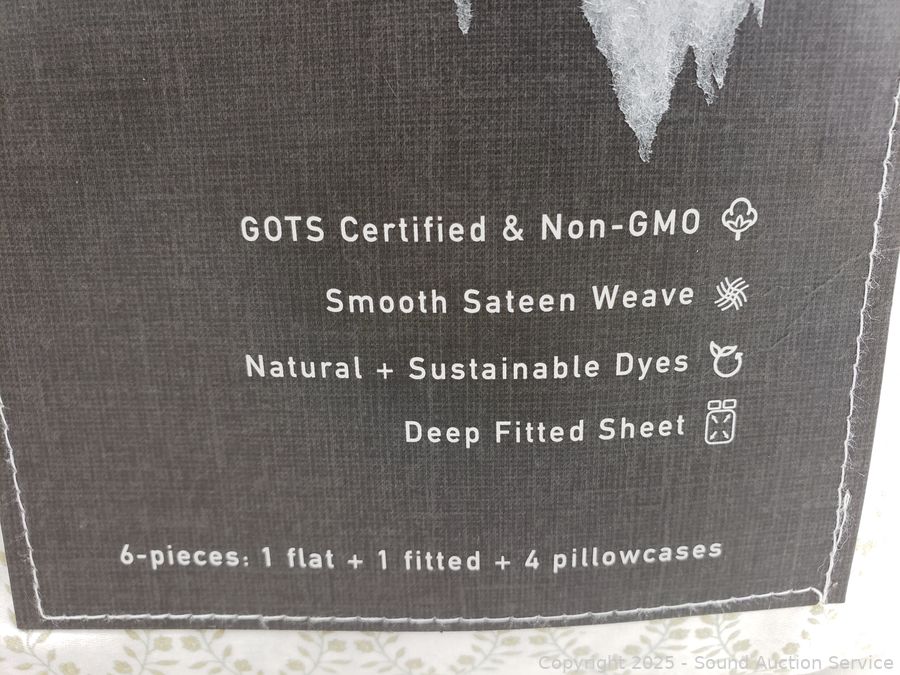 GOTS Certified & Non-GMO
Smooth Sateen Weave
Natural + Sustainable Dyes
Deep Fitted Sheet
6-pieces: 1 flat + 1 fitted + 4 pillowcases
Copyright 2025 - Sound Auction Service